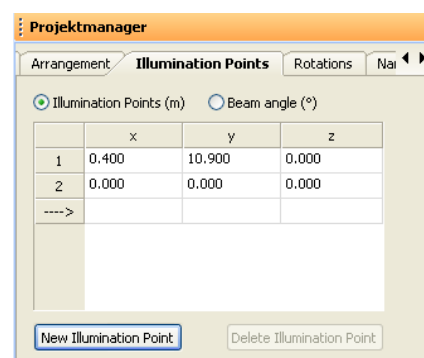 Projektmanager
Arrangement Illumination Points Rotations Nai
Illumination Points (m) Beam angle (°)
x y z
1 0.400 10.900 0.000
2 0.000 0.000 0.000
---->
New Illumination Point Delete Illumination Point